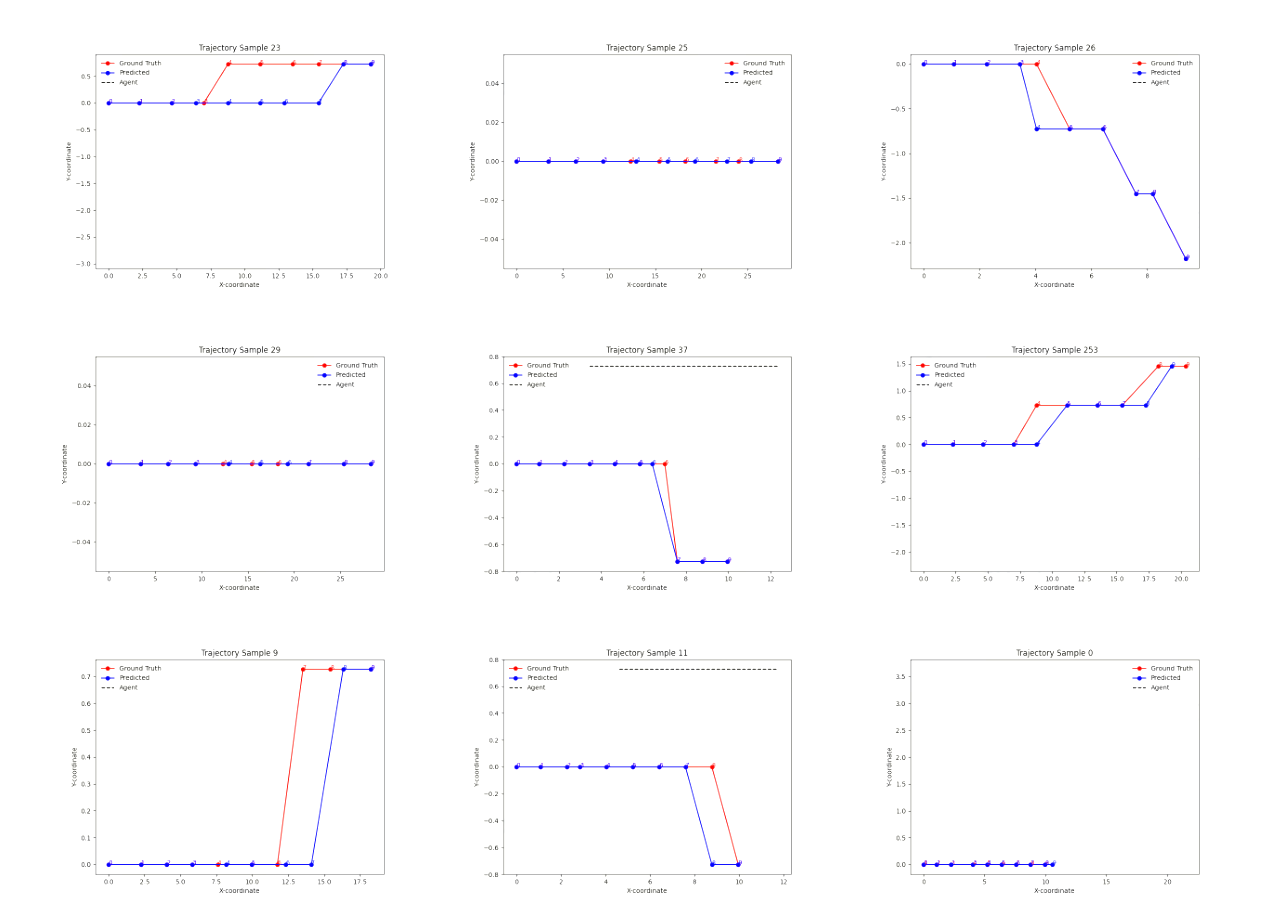 Trajectory Sample 23
Ground Truth
Predicted
Agent
Y-coordinate
0.5
0.0
−0.5
−1.0
−1.5
−2.0
−2.5
−3.0
0.0 2.5 5.0 7.5 10.0 12.5 15.0 17.5 20.0
X-coordinate
Trajectory Sample 25
Ground Truth
Predicted
Agent
Y-coordinate
0.04
0.02
0.00
−0.02
−0.04
0 5 10 15 20 25
X-coordinate
Trajectory Sample 26
Ground Truth
Predicted
Agent
Y-coordinate
0.0
−0.5
−1.0
−1.5
−2.0
0 2 4 6 8
X-coordinate
Trajectory Sample 29
Ground Truth
Predicted
Agent
Y-coordinate
0.04
0.02
0.00
−0.02
−0.04
0 5 10 15 20 25
X-coordinate
Trajectory Sample 37
Ground Truth
Predicted
Agent
Y-coordinate
0.8
0.6
0.4
0.2
0.0
−0.2
−0.4
−0.6
−0.8
0 2 4 6 8 10 12
X-coordinate
Trajectory Sample 253
Ground Truth
Predicted
Agent
Y-coordinate
1.5
1.0
0.5
0.0
−0.5
−1.0
−1.5
−2.0
0.0 2.5 5.0 7.5 10.0 12.5 15.0 17.5 20.0
X-coordinate
Trajectory Sample 9
Ground Truth
Predicted
Agent
Y-coordinate
0.7
0.6
0.5
0.4
0.3
0.2
0.1
0.0
0.0 2.5 5.0 7.5 10.0 12.5 15.0 17.5
X-coordinate
Trajectory Sample 11
Ground Truth
Predicted
Agent
Y-coordinate
0.8
0.6
0.4
0.2
0.0
−0.2
−0.4
−0.6
−0.8
0 2 4 6 8 10 12
X-coordinate
Trajectory Sample 0
Ground Truth
Predicted
Agent
Y-coordinate
3.5
3.0
2.5
2.0
1.5
1.0
0.5
0.0
0 5 10 15 20
X-coordinate